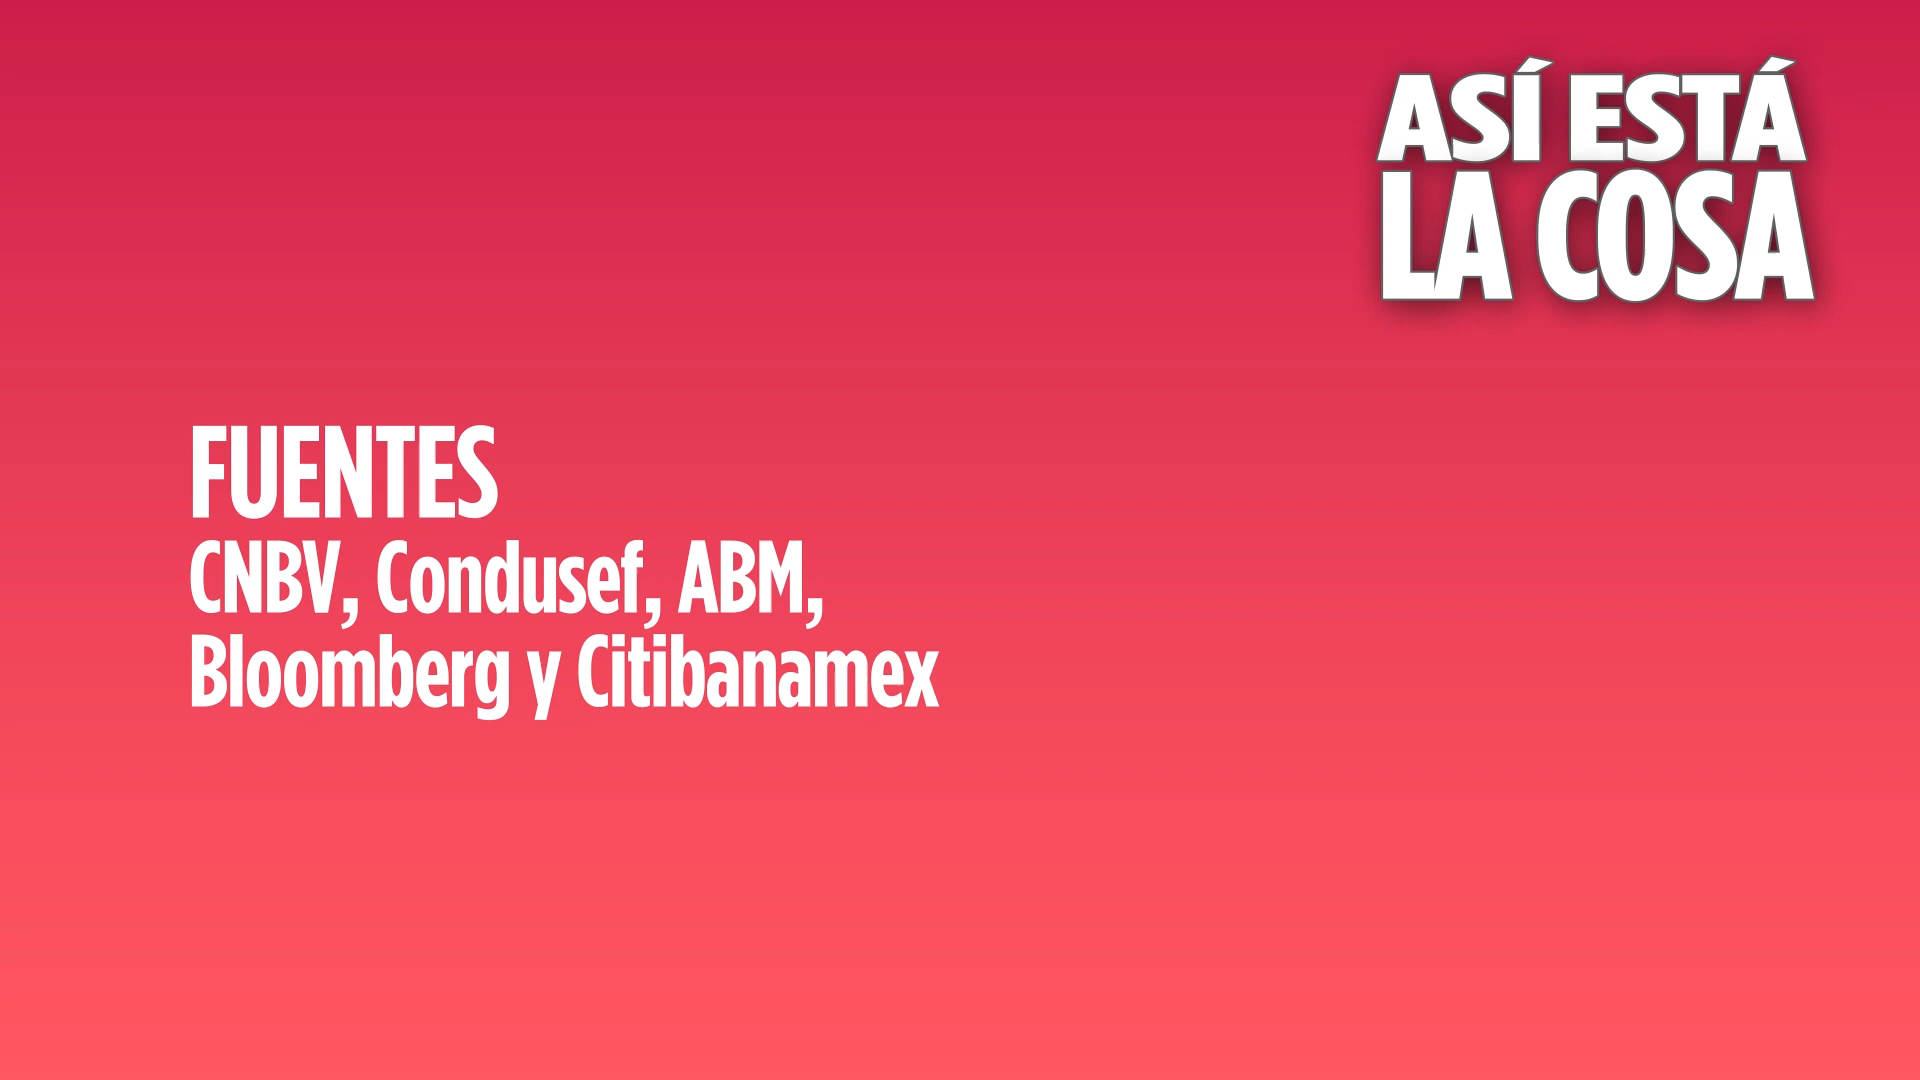 ASÍ ESTÁ
LA COSA
FUENTES
CNBV, Condusef, ABM,
Bloomberg y Citibanamex